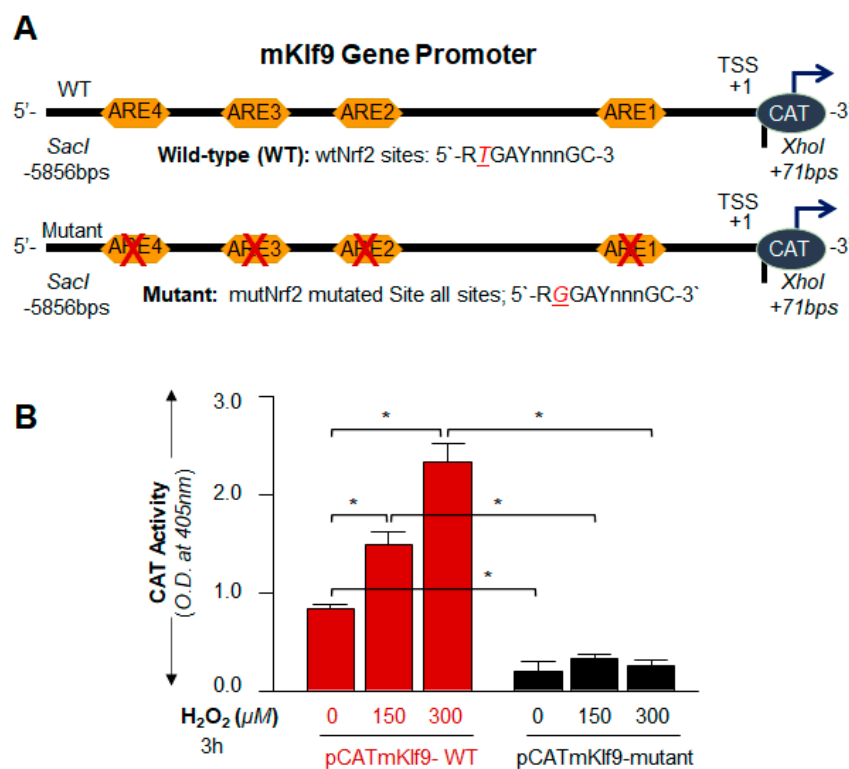 A
mKlf9 Gene Promoter
WT
TSS
+1
5'-
ARE4
ARE3
ARE2
ARE1
CAT
-3
SacI
-5856bps
Wild-type (WT): wtNrf2 sites: 5`-RTGAYnnnGC-3
XhoI
+71bps
Mutant
TSS
+1
5'-
ARE4
ARE3
ARE2
ARE1
CAT
-3
SacI
-5856bps
Mutant: mutNrf2 mutated Site all sites; 5`-RGGAYnnnGC-3`
XhoI
+71bps
B
CAT Activity
(O.D. at 405nm)
3.0
2.0
1.0
0.0
*
*
*
*
*
H₂O₂ (µM)
0
150
300
0
150
300
3h
pCATmKlf9- WT
pCATmKlf9-mutant